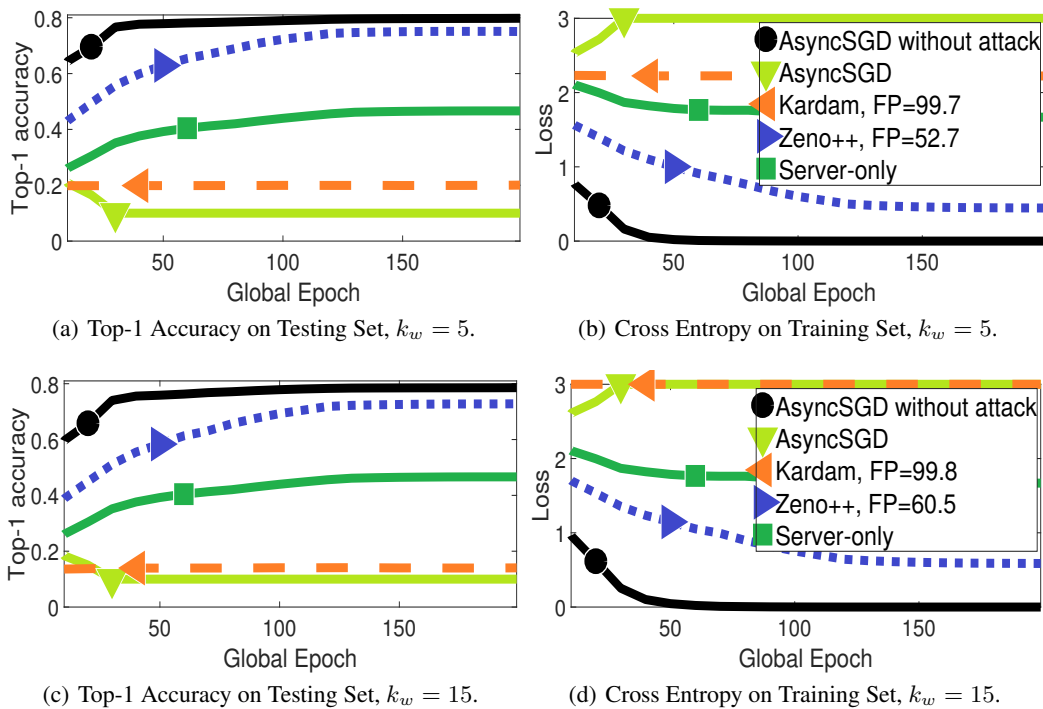 0.8
0.6
0.4
0.2
0
Top-1 accuracy
50
100
150
Global Epoch
(a) Top-1 Accuracy on Testing Set, k_w = 5.
3
2
1
0
Loss
AsyncSGD without attack
AsyncSGD
Kardam, FP=99.7
Zeno++, FP=52.7
Server-only
50
100
150
Global Epoch
(b) Cross Entropy on Training Set, k_w = 5.
0.8
0.6
0.4
0.2
0
Top-1 accuracy
50
100
150
Global Epoch
(c) Top-1 Accuracy on Testing Set, k_w = 15.
3
2
1
0
Loss
AsyncSGD without attack
AsyncSGD
Kardam, FP=99.8
Zeno++, FP=60.5
Server-only
50
100
150
Global Epoch
(d) Cross Entropy on Training Set, k_w = 15.